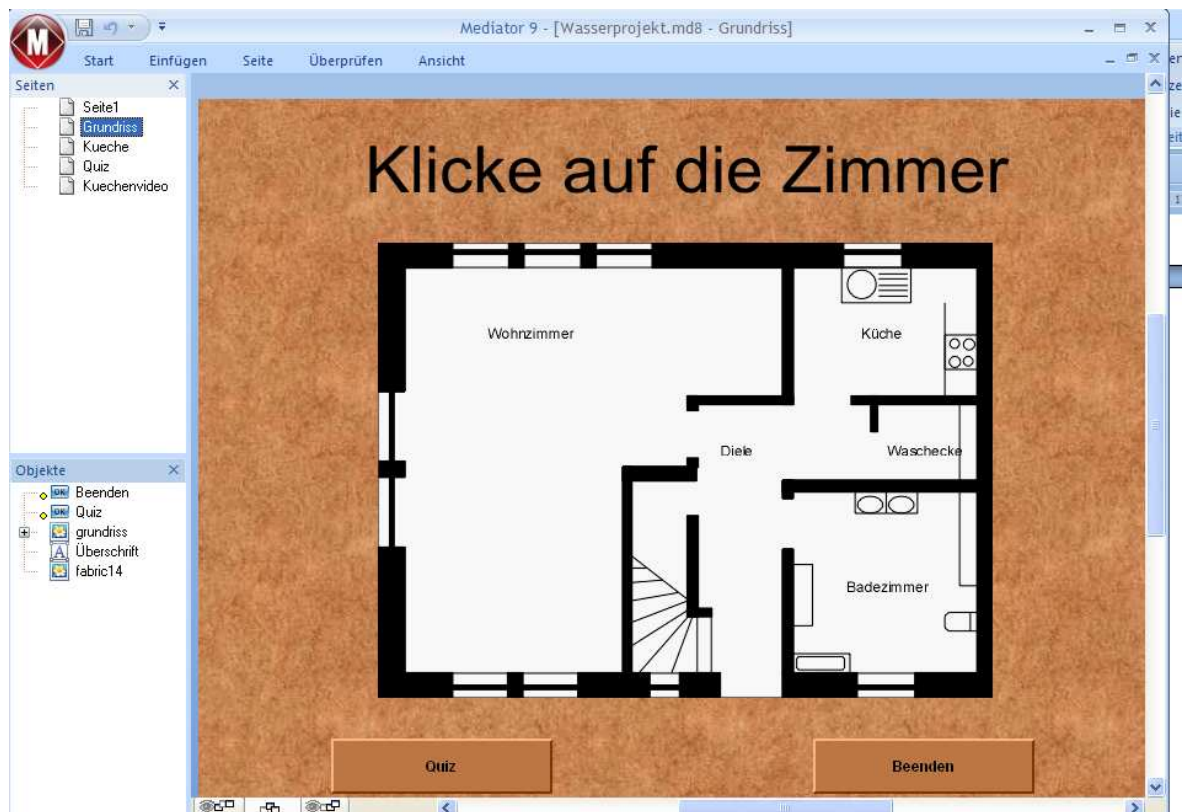 Mediator 9 - [Wasserprojekt.md8 - Grundriss]
Start Einfügen Seite Überprüfen Ansicht
Seiten
Seite1
Grundriss
Kueche
Quiz
Kuechenvideo
Objekte
Beenden
Quiz
grundriss
Überschrift
fabric14
Klicke auf die Zimmer
Wohnzimmer
Küche
Diele
Waschecke
Badezimmer
Quiz
Beenden